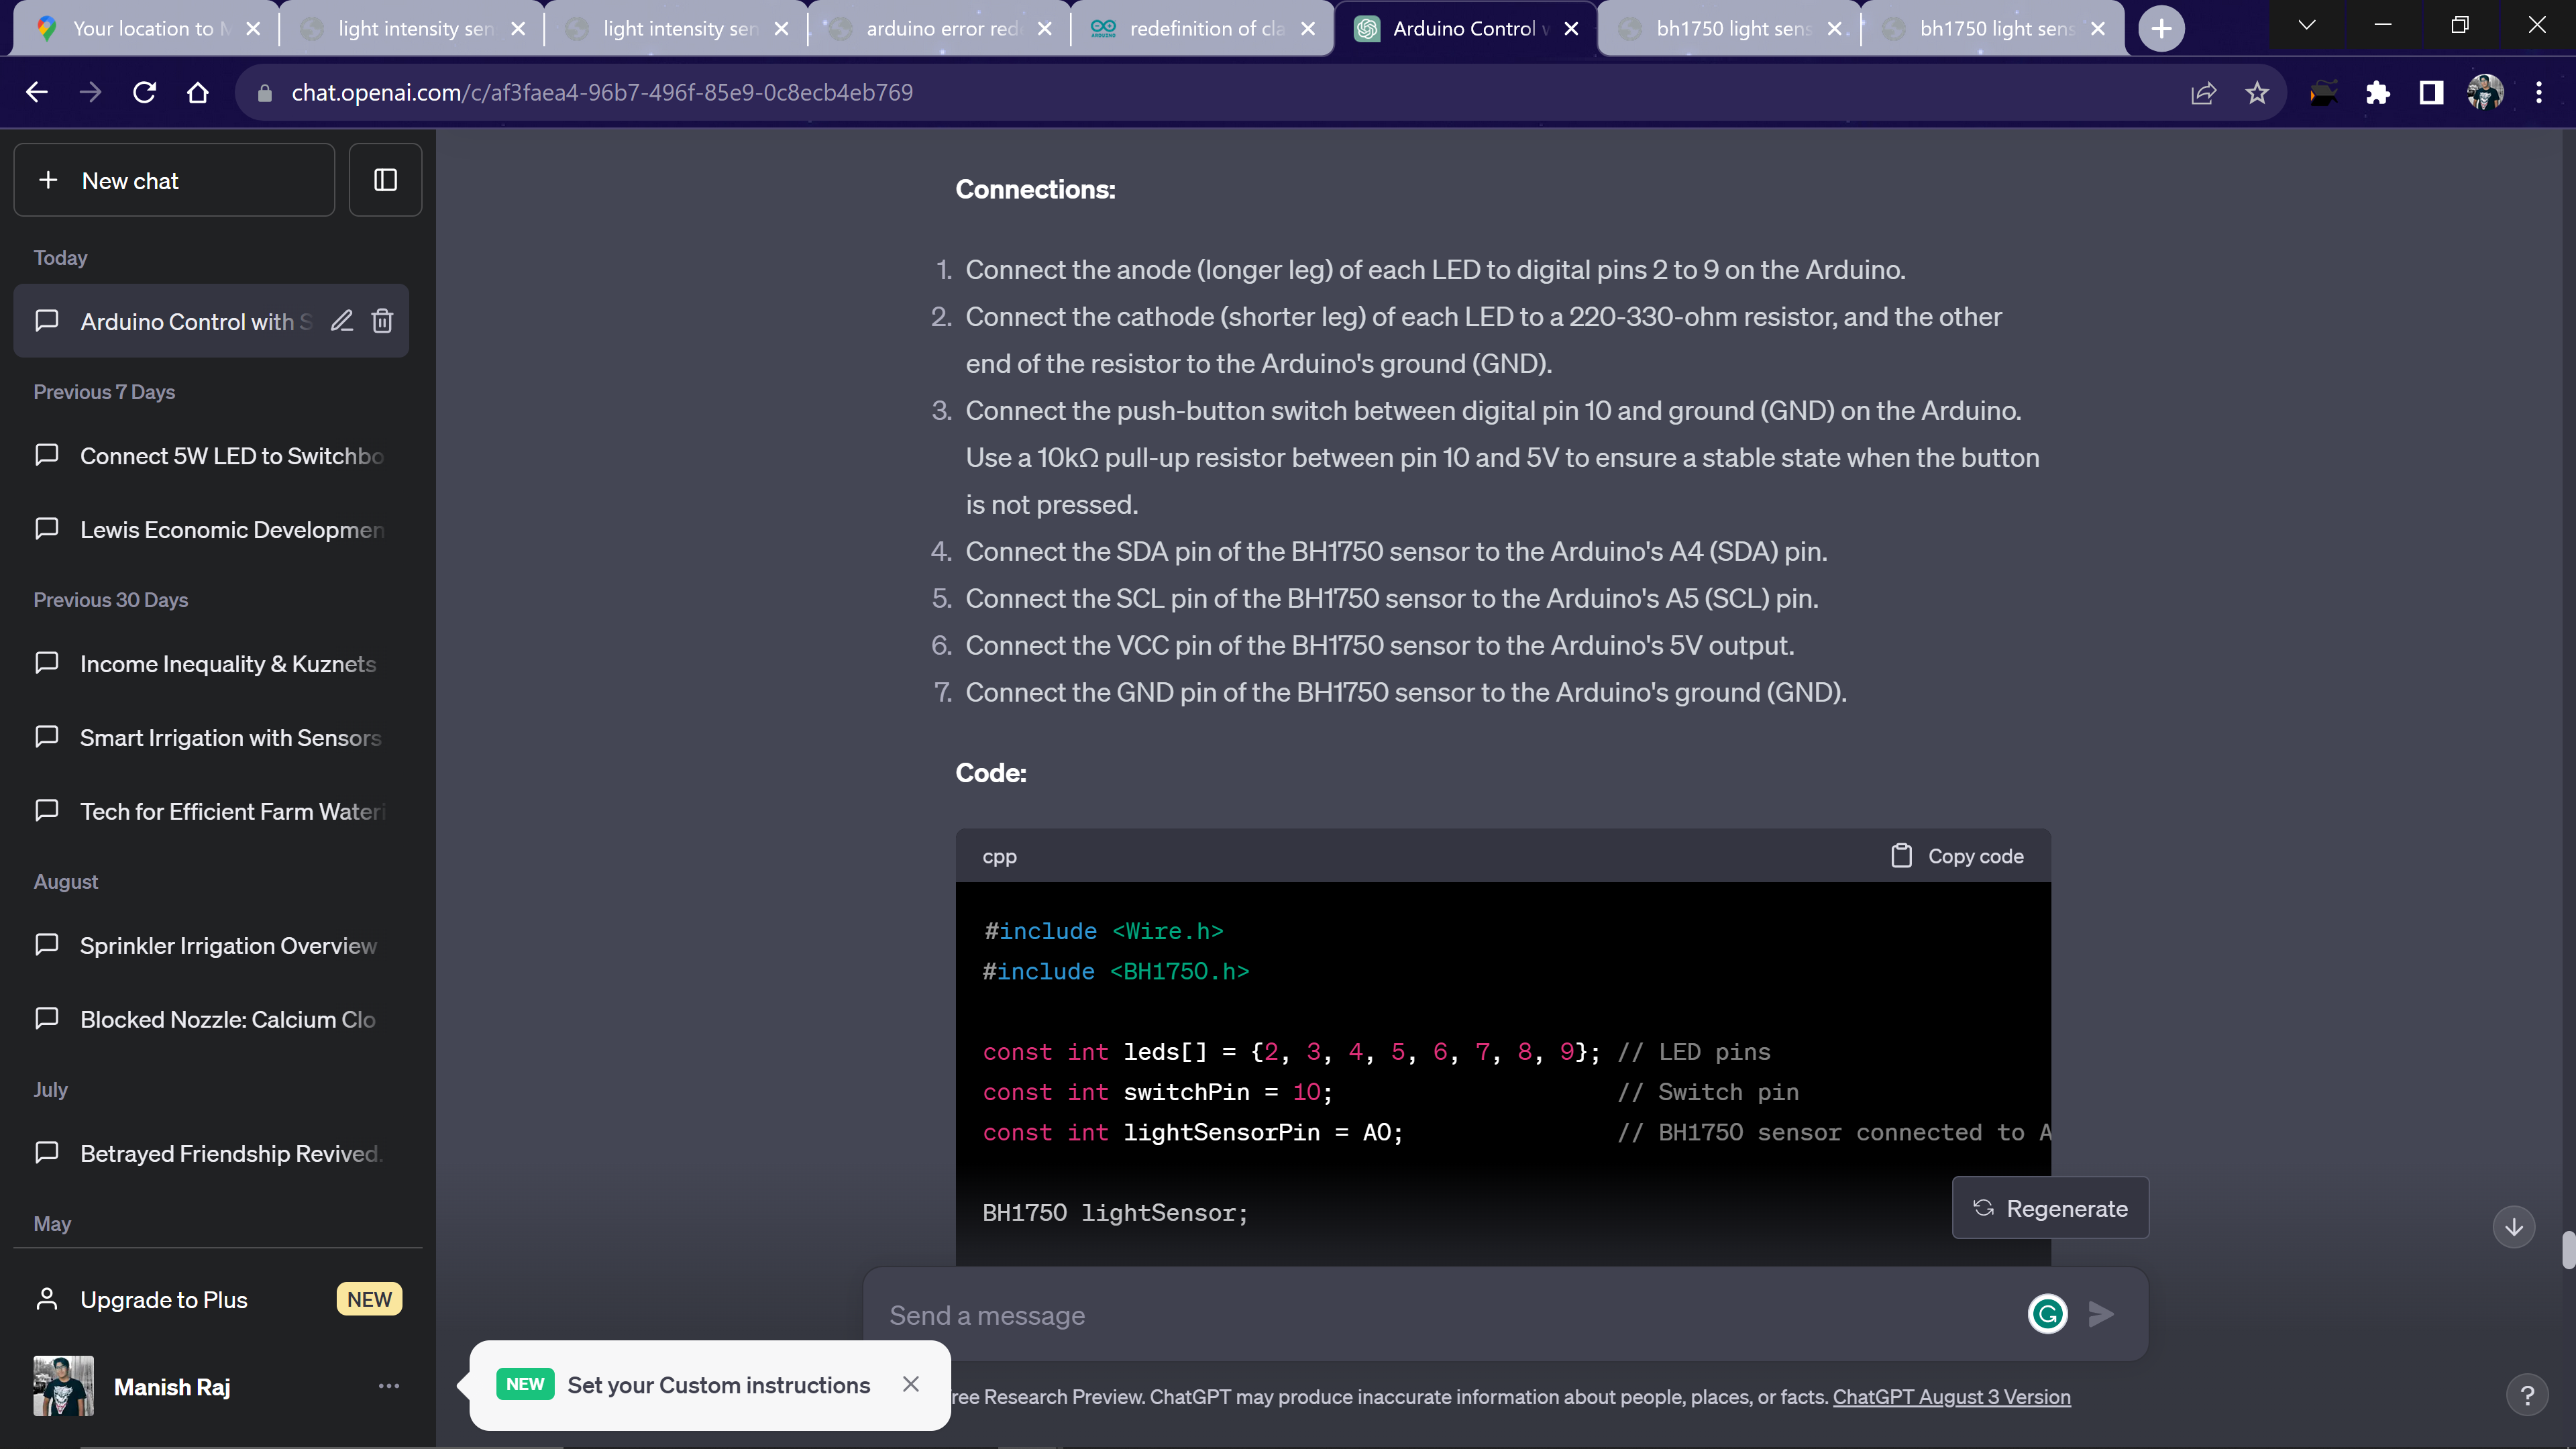 Your location to M
light intensity sen
light intensity sen
arduino error red
redefinition of cla
Arduino Control w
bh1750 light sens
bh1750 light sens
chat.openai.com/c/af3faea4-96b7-496f-85e9-0c8ecb4eb769
New chat
Today
Arduino Control with S
Previous 7 Days
Connect 5W LED to Switchbo
Lewis Economic Developmen
Previous 30 Days
Income Inequality & Kuznets
Smart Irrigation with Sensors
Tech for Efficient Farm Wateri
August
Sprinkler Irrigation Overview
Blocked Nozzle: Calcium Clo
July
Betrayed Friendship Revived.
May
Upgrade to Plus
NEW
Manish Raj
Connections:
1. Connect the anode (longer leg) of each LED to digital pins 2 to 9 on the Arduino.
2. Connect the cathode (shorter leg) of each LED to a 220-330-ohm resistor, and the other
end of the resistor to the Arduino's ground (GND).
3. Connect the push-button switch between digital pin 10 and ground (GND) on the Arduino.
Use a 10kΩ pull-up resistor between pin 10 and 5V to ensure a stable state when the button
is not pressed.
4. Connect the SDA pin of the BH1750 sensor to the Arduino's A4 (SDA) pin.
5. Connect the SCL pin of the BH1750 sensor to the Arduino's A5 (SCL) pin.
6. Connect the VCC pin of the BH1750 sensor to the Arduino's 5V output.
7. Connect the GND pin of the BH1750 sensor to the Arduino's ground (GND).
Code:
cpp
Copy code
#include <Wire.h>
#include <BH1750.h>
const int leds[] = {2, 3, 4, 5, 6, 7, 8, 9}; // LED pins
const int switchPin = 10; // Switch pin
const int lightSensorPin = A0; // BH1750 sensor connected to A
BH1750 lightSensor;
Regenerate
Send a message
NEW Set your Custom instructions
ree Research Preview. ChatGPT may produce inaccurate information about people, places, or facts. ChatGPT August 3 Version
?